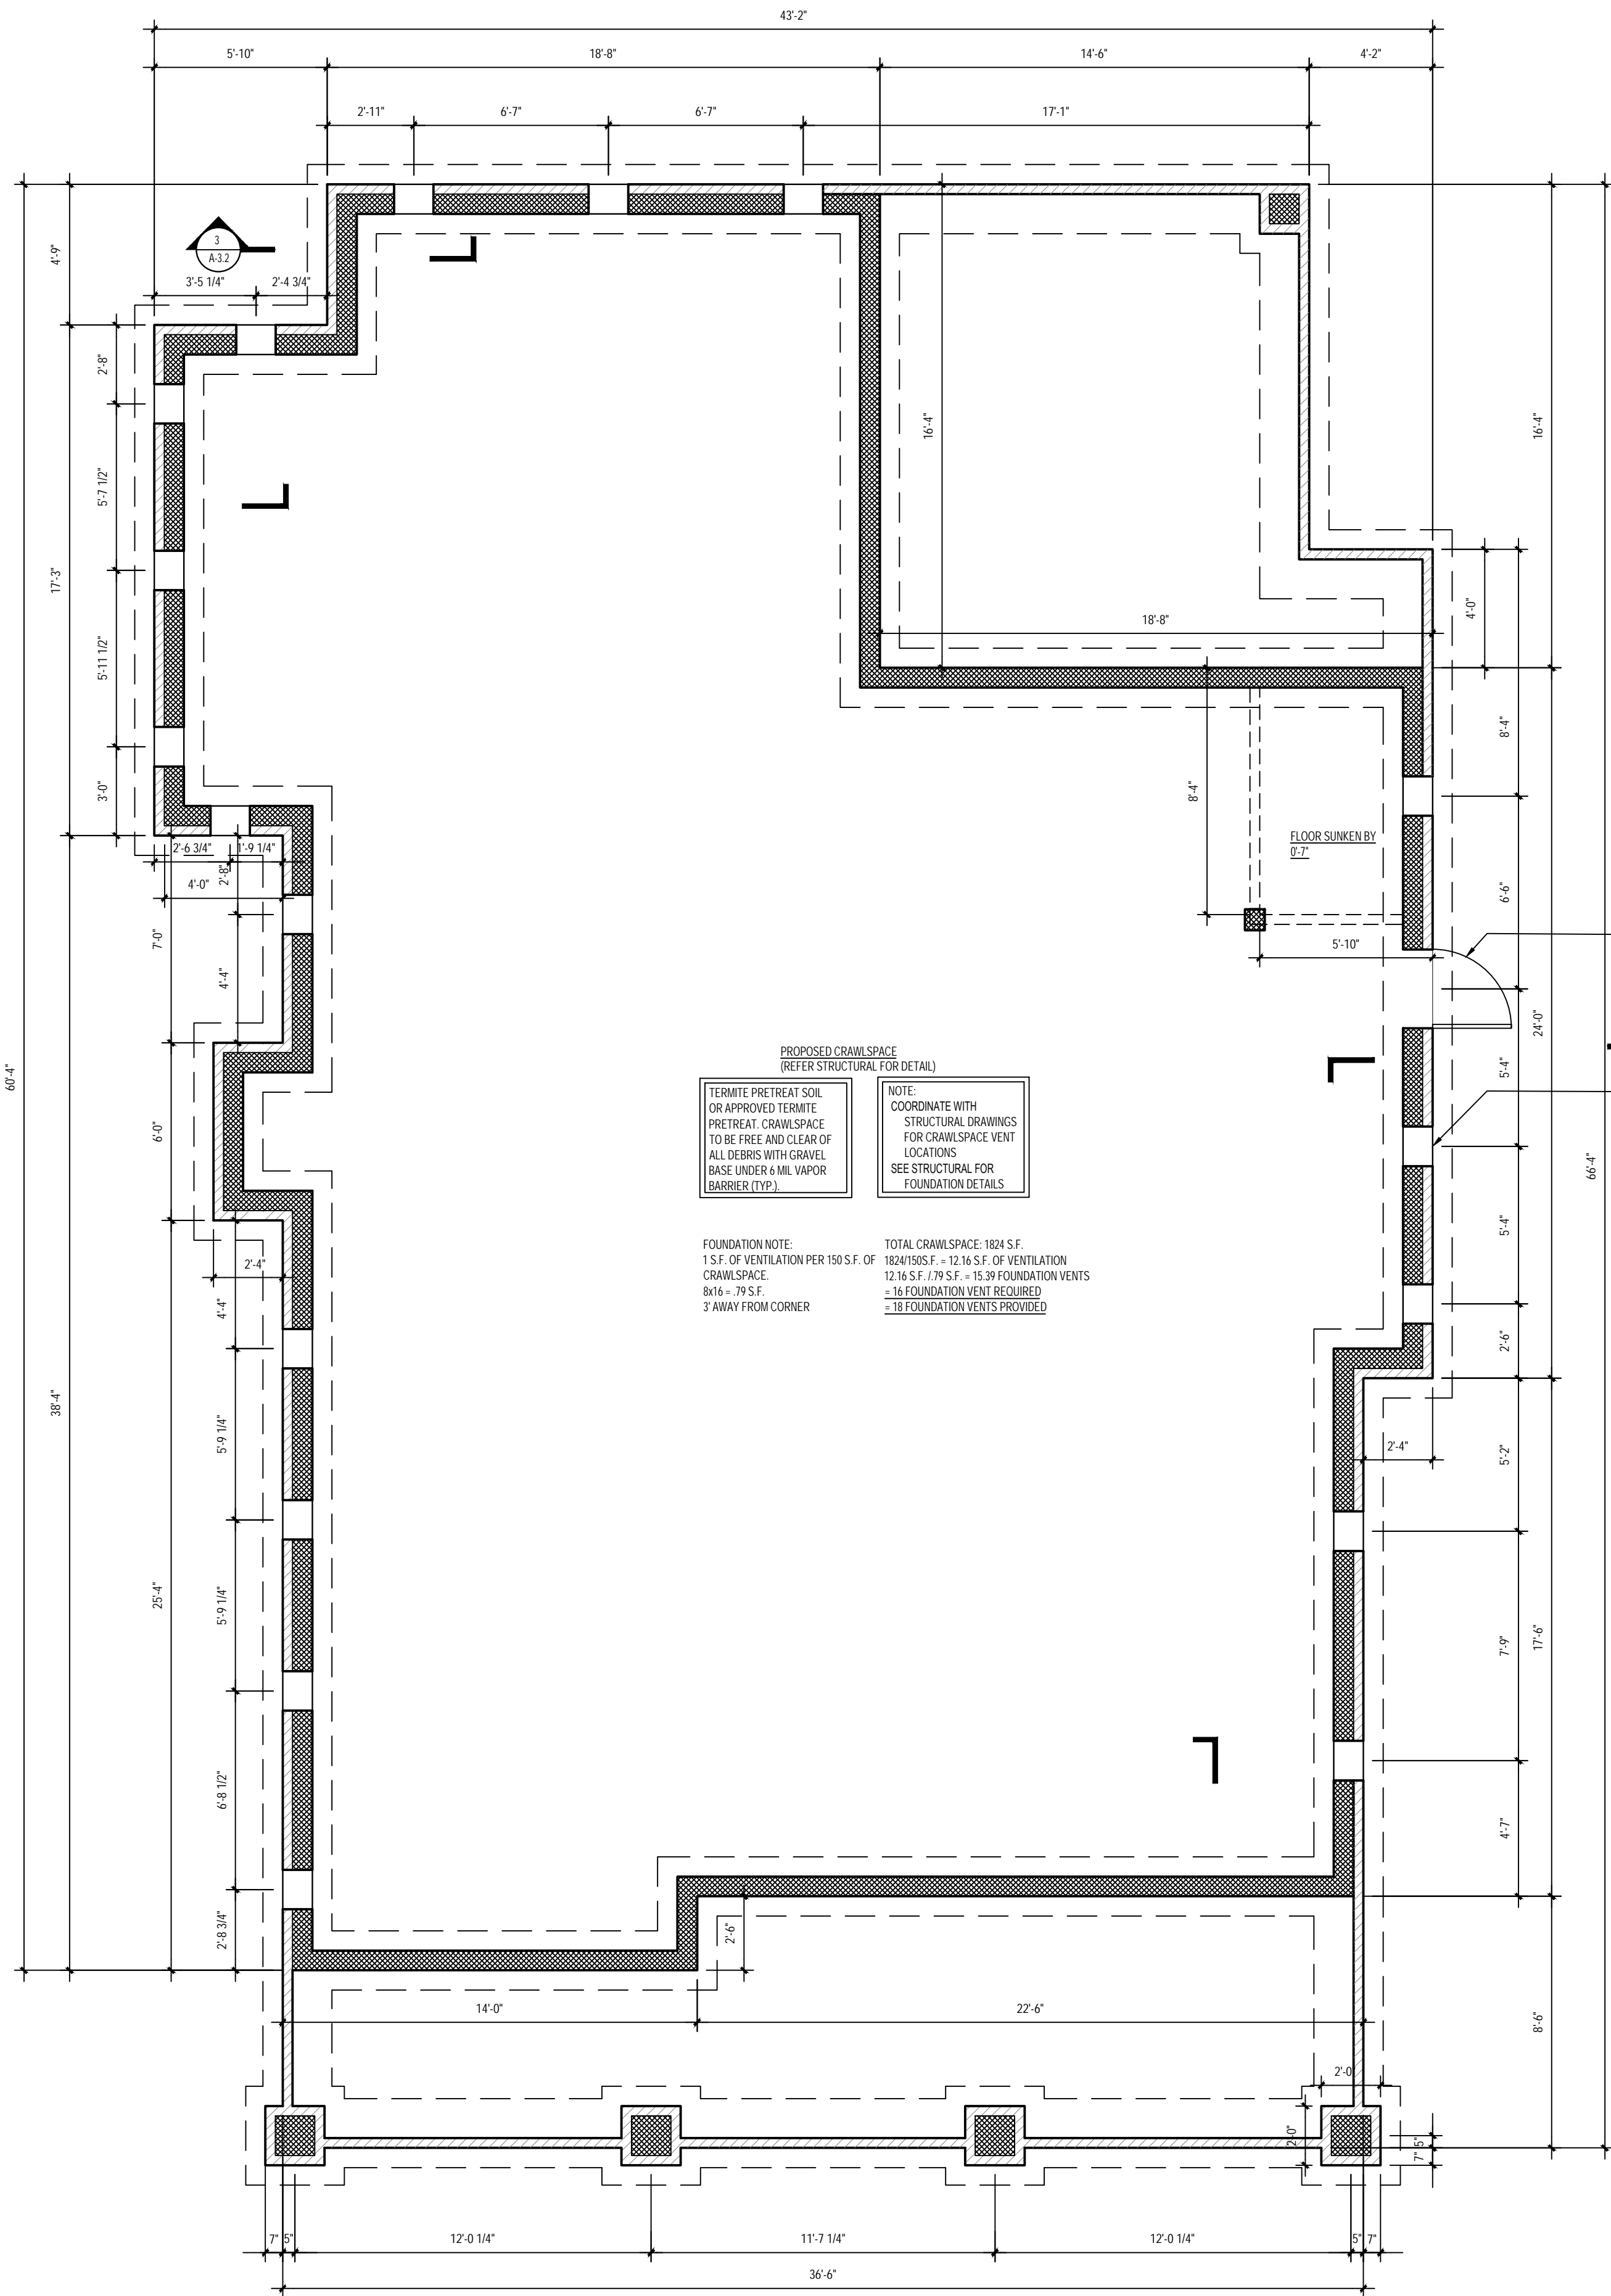 43'-2"
5'-10"
18'-8"
14'-6"
4'-2"
2'-11"
6'-7"
6'-7"
17'-1"
4'-9"
3
A-3.2
3'-5 1/4"
2'-4 3/4"
2'-8"
16'-4"
16'-4"
5'-7 1/2"
17'-3"
18'-8"
4'-0"
5'-11 1/2"
8'-4"
3'-0"
8'-4"
FLOOR SUNKEN BY
0'-7"
2'-6 3/4"
1'-9 1/4"
2'-8"
4'-0"
6'-6"
7'-0"
4'-4"
5'-10"
24'-0"
60'-4"
PROPOSED CRAWLSPACE
(REFER STRUCTURAL FOR DETAIL)
5'-4"
TERMITE PRETREAT SOIL
OR APPROVED TERMITE
PRETREAT. CRAWLSPACE
TO BE FREE AND CLEAR OF
ALL DEBRIS WITH GRAVEL
BASE UNDER 6 MIL VAPOR
BARRIER (TYP.).
NOTE:
COORDINATE WITH
STRUCTURAL DRAWINGS
FOR CRAWLSPACE VENT
LOCATIONS
SEE STRUCTURAL FOR
FOUNDATION DETAILS
6'-0"
66'-4"
5'-4"
2'-4"
FOUNDATION NOTE:
1 S.F. OF VENTILATION PER 150 S.F. OF
CRAWLSPACE.
8x16 = .79 S.F.
3' AWAY FROM CORNER
TOTAL CRAWLSPACE: 1824 S.F.
1824/150S.F. = 12.16 S.F. OF VENTILATION
12.16 S.F. /.79 S.F. = 15.39 FOUNDATION VENTS
= 16 FOUNDATION VENT REQUIRED
= 18 FOUNDATION VENTS PROVIDED
4'-4"
2'-6"
38'-4"
5'-9 1/4"
2'-4"
5'-2"
25'-4"
5'-9 1/4"
7'-9"
17'-6"
6'-8 1/2"
4'-7"
2'-8 3/4"
2'-6"
14'-0"
22'-6"
8'-6"
2'-0
2'-0"
5"
7"
7"
5"
12'-0 1/4"
11'-7 1/4"
12'-0 1/4"
5"
7"
36'-6"